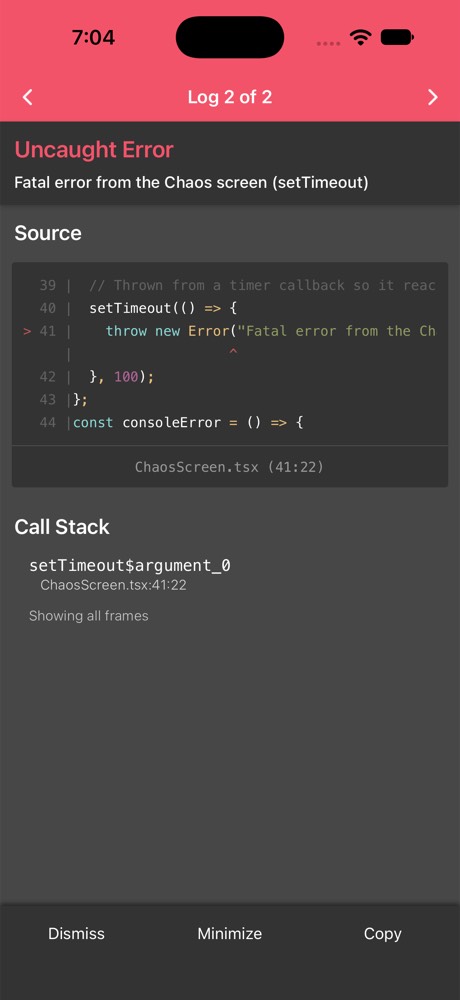 7:04
Log 2 of 2
Uncaught Error
Fatal error from the Chaos screen (setTimeout)
Source
39 |  // Thrown from a timer callback so it reac
40 |  setTimeout(() => {
> 41 |    throw new Error("Fatal error from the Ch
|                   ^
42 |  }, 100);
43 |};
44 |const consoleError = () => {
ChaosScreen.tsx (41:22)
Call Stack
setTimeout$argument_0
ChaosScreen.tsx:41:22
Showing all frames
Dismiss
Minimize
Copy